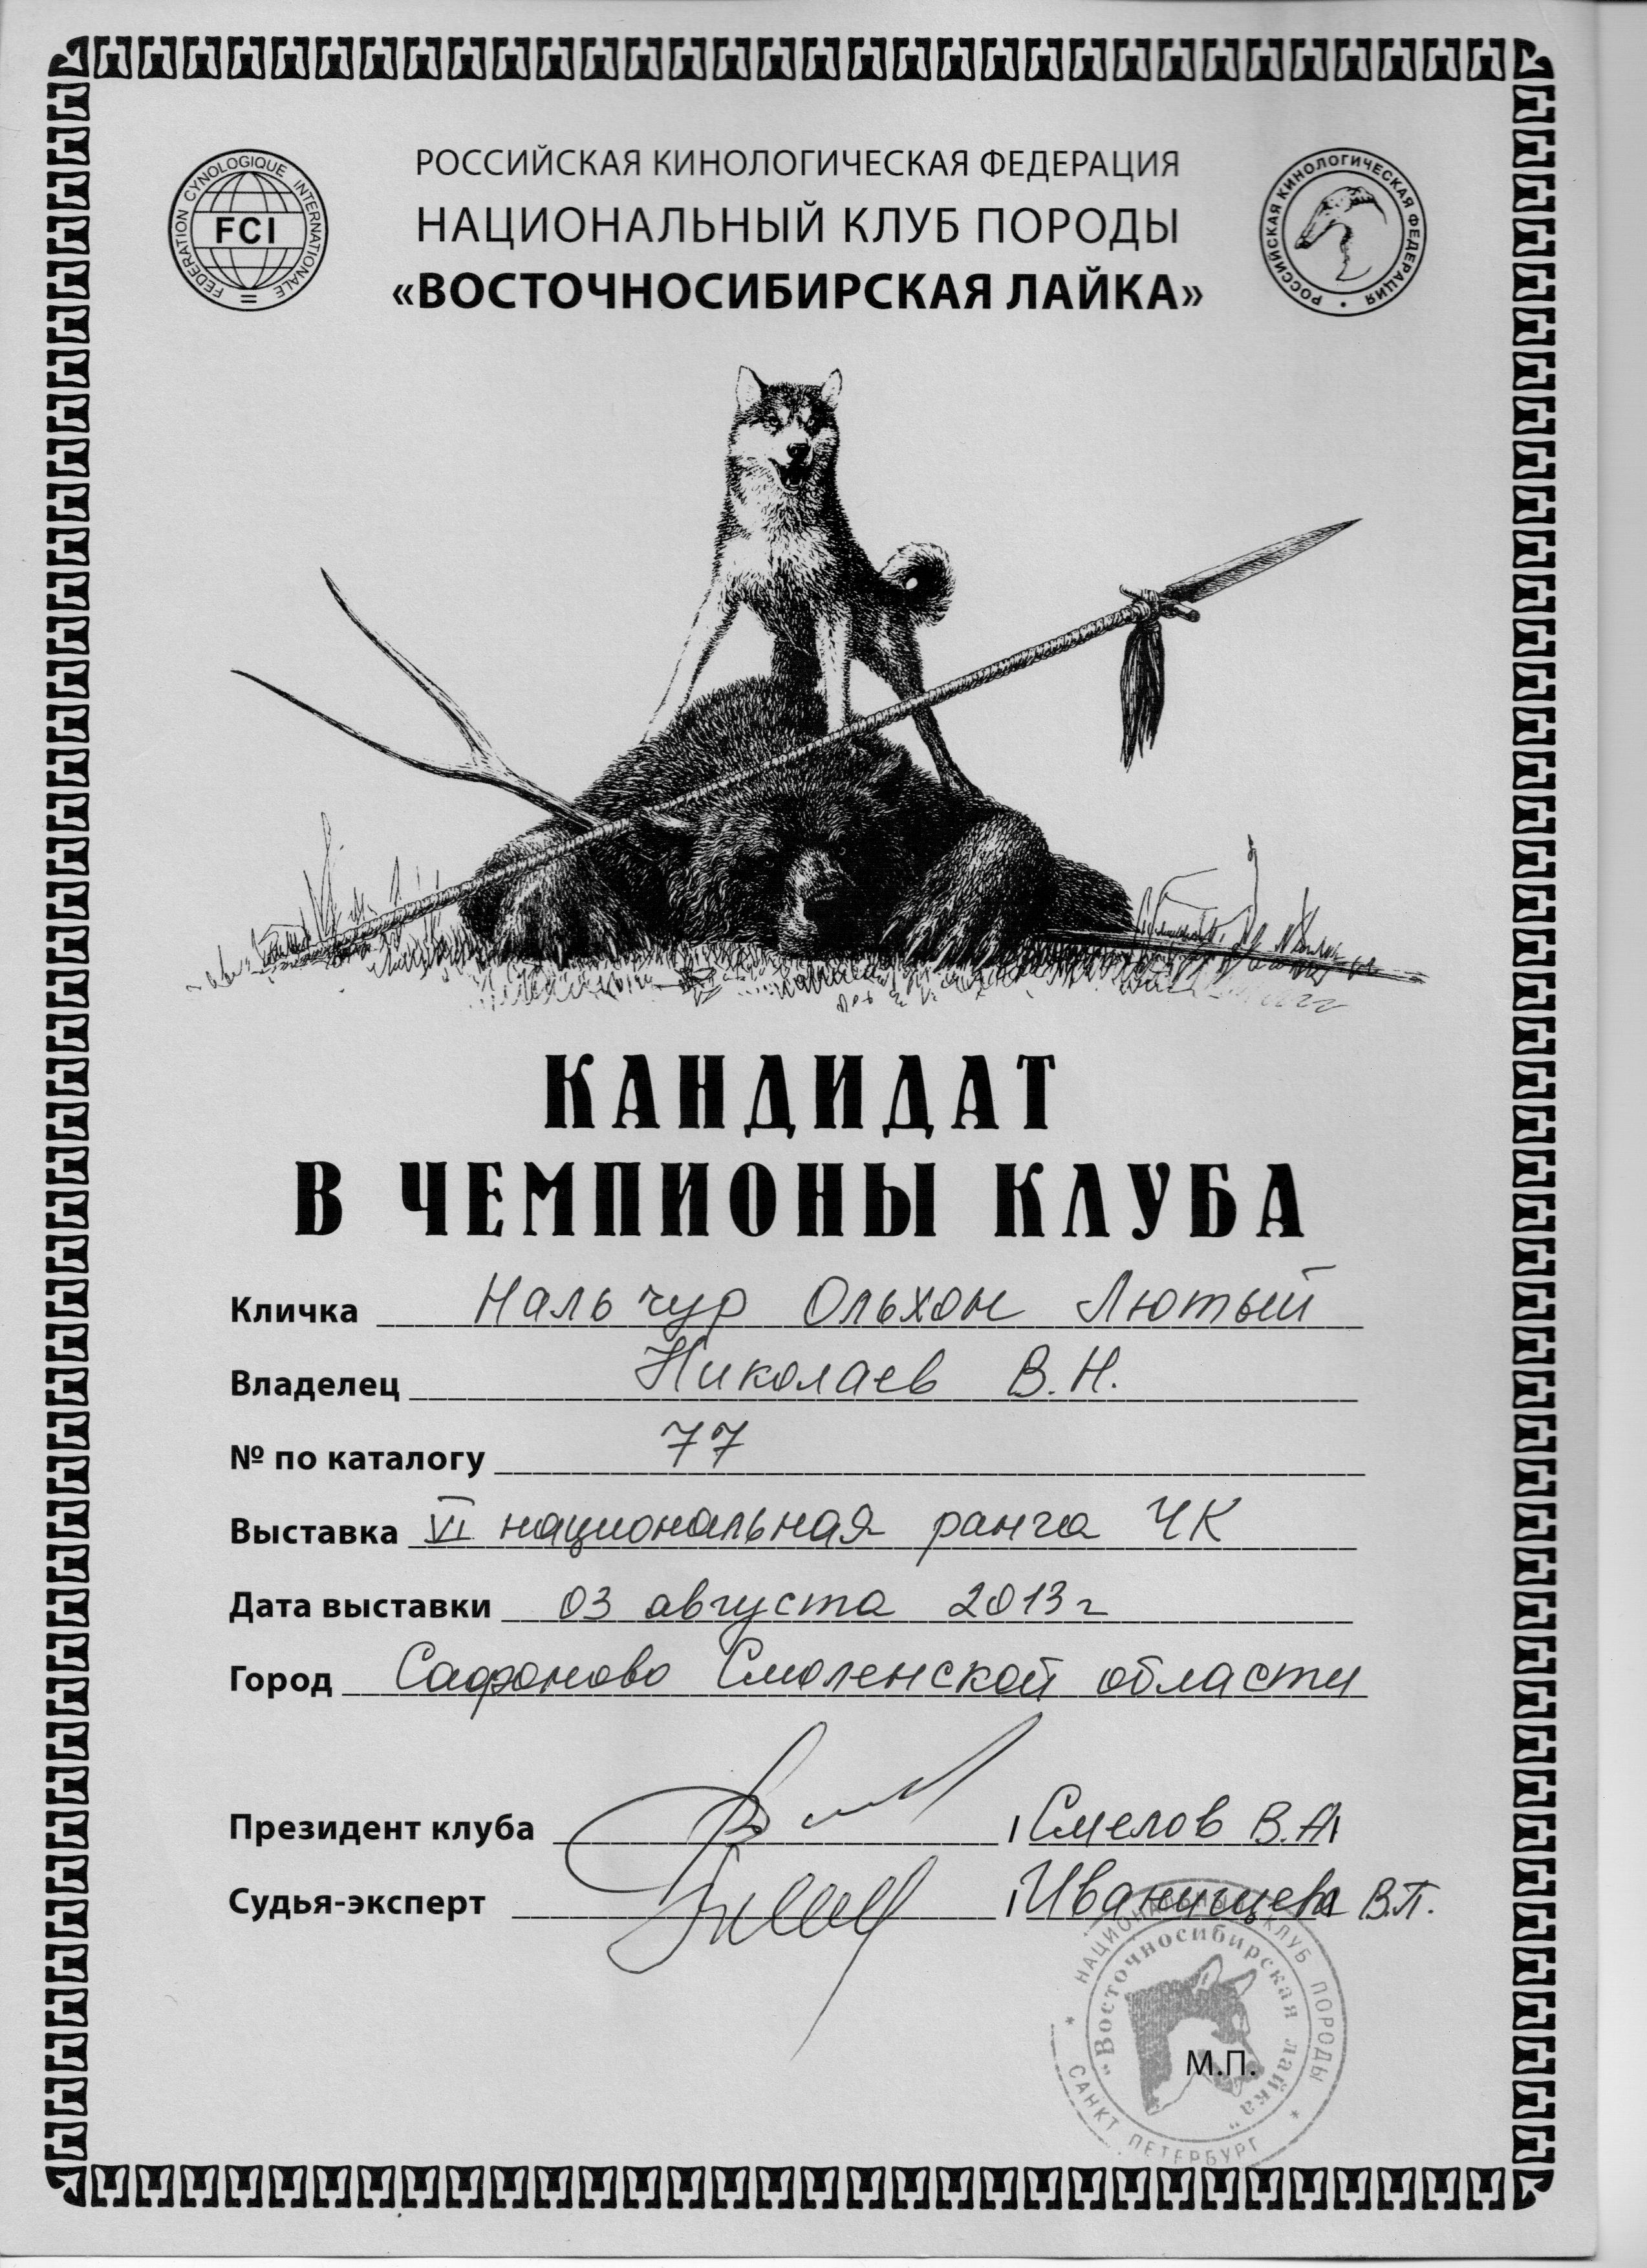 РОССИЙСКАЯ КИНОЛОГИЧЕСКАЯ ФЕДЕРАЦИЯ
НАЦИОНАЛЬНЫЙ КЛУБ ПОРОДЫ
«ВОСТОЧНОСИБИРСКАЯ ЛАЙКА»
FEDERATION CYNOLOGIQUE INTERNATIONALE
FCI
РОССИЙСКАЯ КИНОЛОГИЧЕСКАЯ ФЕДЕРАЦИЯ
КАНДИДАТ
В ЧЕМПИОНЫ КЛУБА
Кличка Нальчур Ольхон Лютый
Владелец Николаев В.Н.
№ по каталогу 77
Выставка VI национальная ранга ЧК
Дата выставки 03 августа 2013г
Город Сафоново Смоленской области
Президент клуба Смелов В.А
Судья-эксперт Иванищева В.П.
НАЦИОНАЛЬНЫЙ КЛУБ ПОРОДЫ
"Восточносибирская лайка"
САНКТ ПЕТЕРБУРГ
М.П.